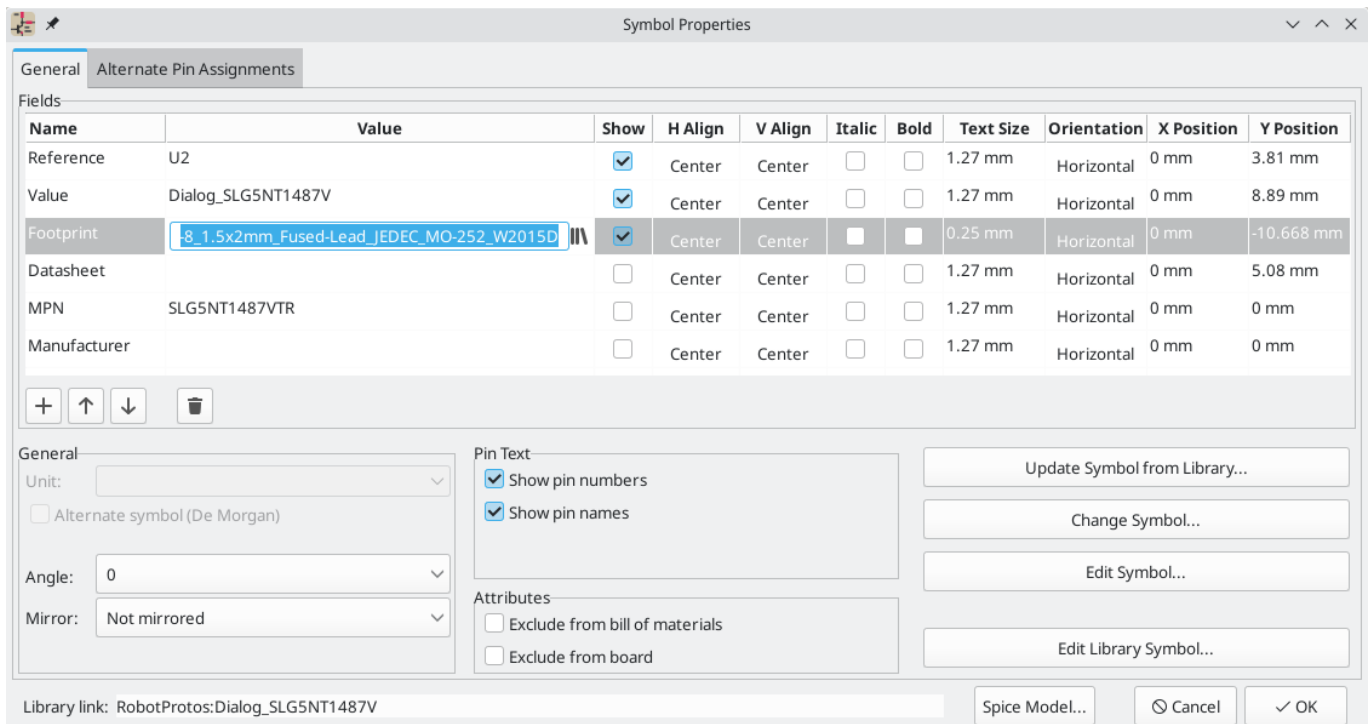 Symbol Properties
General Alternate Pin Assignments
Fields
Name Value Show H Align V Align Italic Bold Text Size Orientation X Position Y Position
Reference U2 Center Center 1.27 mm Horizontal 0 mm 3.81 mm
Value Dialog_SLG5NT1487V Center Center 1.27 mm Horizontal 0 mm 8.89 mm
Footprint -8_1.5x2mm_Fused-Lead_JEDEC_MO-252_W2015D Center Center 0.25 mm Horizontal 0 mm -10.668 mm
Datasheet Center Center 1.27 mm Horizontal 0 mm 5.08 mm
MPN SLG5NT1487VTR Center Center 1.27 mm Horizontal 0 mm 0 mm
Manufacturer Center Center 1.27 mm Horizontal 0 mm 0 mm
General
Unit:
Alternate symbol (De Morgan)
Angle: 0
Mirror: Not mirrored
Pin Text
Show pin numbers
Show pin names
Attributes
Exclude from bill of materials
Exclude from board
Update Symbol from Library...
Change Symbol...
Edit Symbol...
Edit Library Symbol...
Library link: RobotProtos:Dialog_SLG5NT1487V
Spice Model... Cancel OK